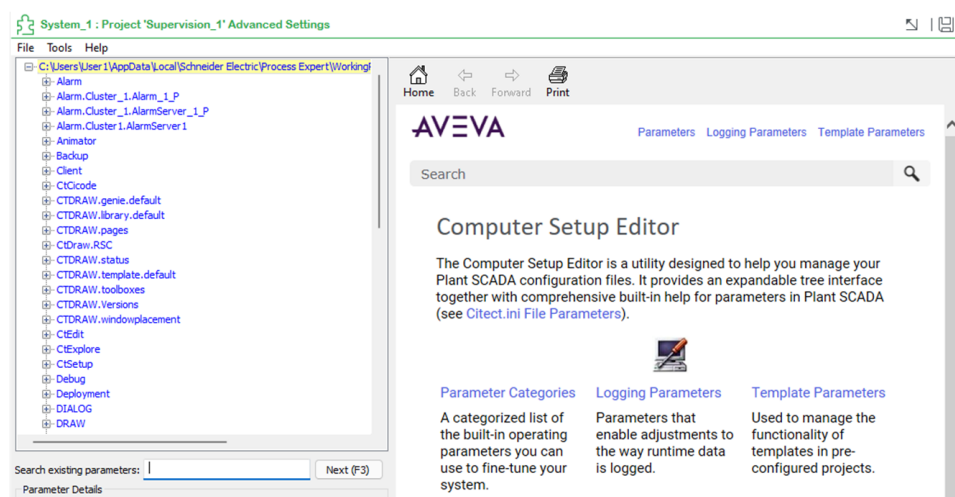 System_1 : Project 'Supervision_1' Advanced Settings
File Tools Help
C:\Users\User1\AppData\Local\Schneider Electric\Process Expert\Working
Alarm
Alarm.Cluster_1.Alarm_1_P
Alarm.Cluster_1.AlarmServer_1_P
Alarm.Cluster1.AlarmServer1
Animator
Backup
Client
CtCicode
CTDRAW.genie.default
CTDRAW.library.default
CTDRAW.pages
CtDraw.RSC
CTDRAW.status
CTDRAW.template.default
CTDRAW.toolboxes
CTDRAW.Versions
CTDRAW.windowplacement
CtEdit
CtExplore
CtSetup
Debug
Deployment
DIALOG
DRAW
Search existing parameters:
Next (F3)
Parameter Details
Home Back Forward Print
AVEVA
Parameters Logging Parameters Template Parameters
Search
Computer Setup Editor
The Computer Setup Editor is a utility designed to help you manage your
Plant SCADA configuration files. It provides an expandable tree interface
together with comprehensive built-in help for parameters in Plant SCADA
(see Citect.ini File Parameters).
Parameter Categories
A categorized list of
the built-in operating
parameters you can
use to fine-tune your
system.
Logging Parameters
Parameters that
enable adjustments to
the way runtime data
is logged.
Template Parameters
Used to manage the
functionality of
templates in pre-
configured projects.